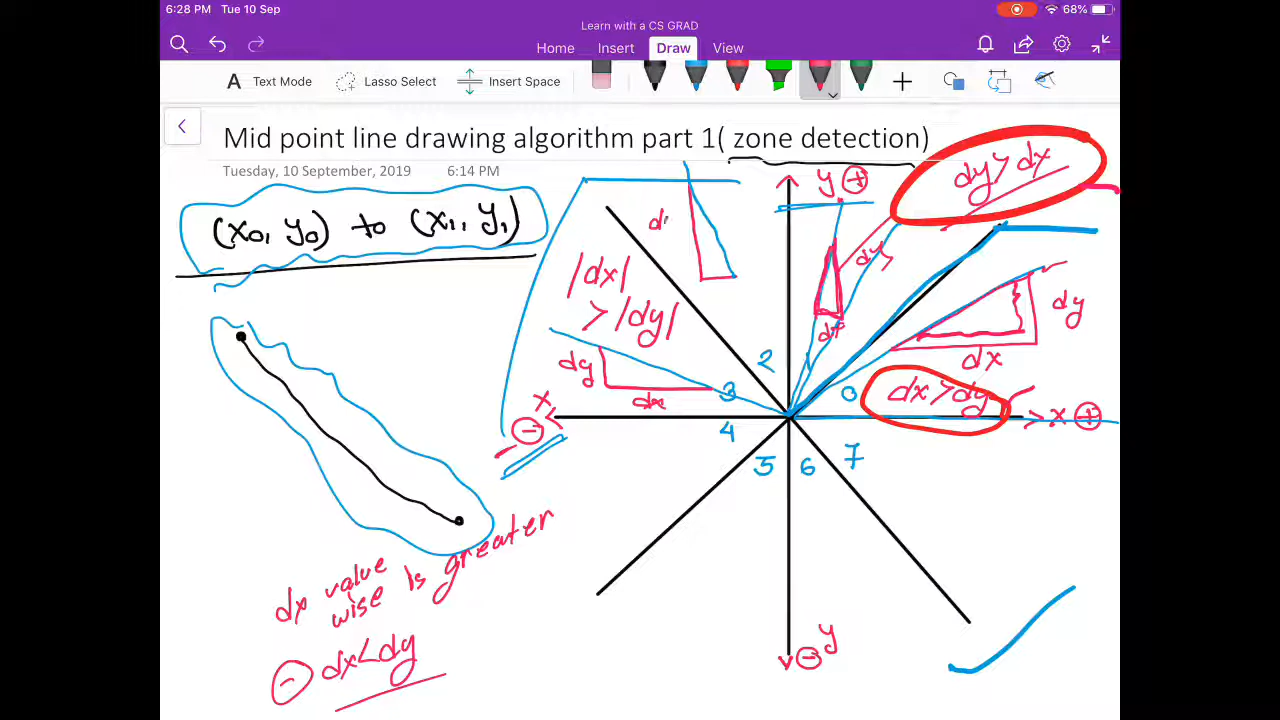 6:28 PM Tue 10 Sep
68%
Learn with a CS GRAD
Home Insert Draw View
A Text Mode Lasso Select Insert Space
Mid point line drawing algorithm part 1( zone detection)
Tuesday, 10 September, 2019 6:14 PM
(x0, y0) to (x1, y1)
y +
dy > dx
|dx|
> |dy|
dy
dx
dy
dx
dy
dx
dx > dy
0
1
2
3
4
5
6
7
x +
x
-
- y
dx value
wise is greater
- dx < dy